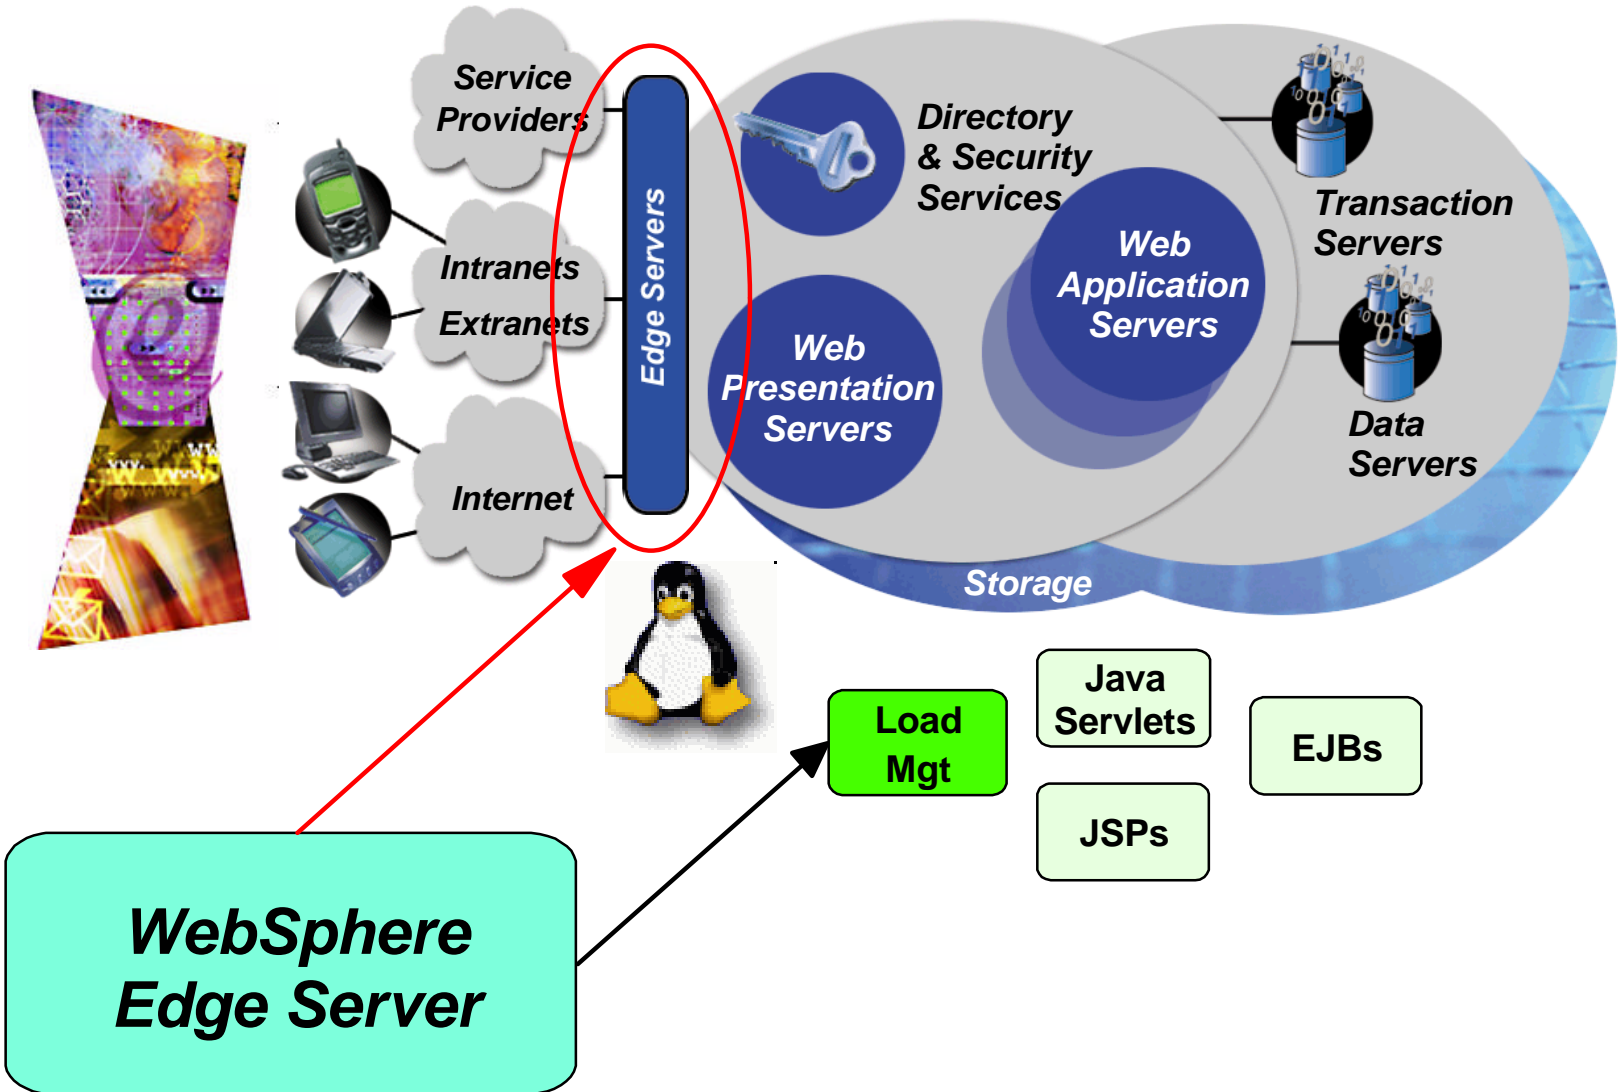 Service
Providers
Intranets
Extranets
Internet
Edge Servers
Directory
& Security
Services
Web
Presentation
Servers
Web
Application
Servers
Transaction
Servers
Data
Servers
Storage
Load
Mgt
Java
Servlets
JSPs
EJBs
WebSphere
Edge Server